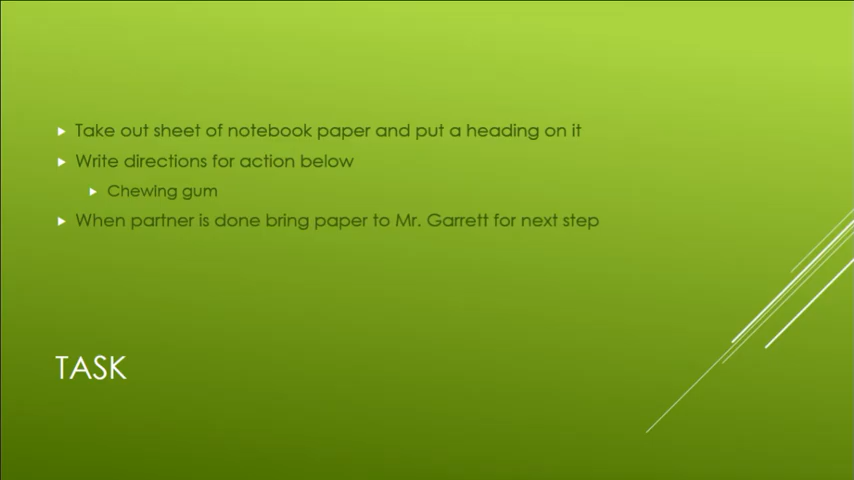 Take out sheet of notebook paper and put a heading on it
Write directions for action below
Chewing gum
When partner is done bring paper to Mr. Garrett for next step
TASK